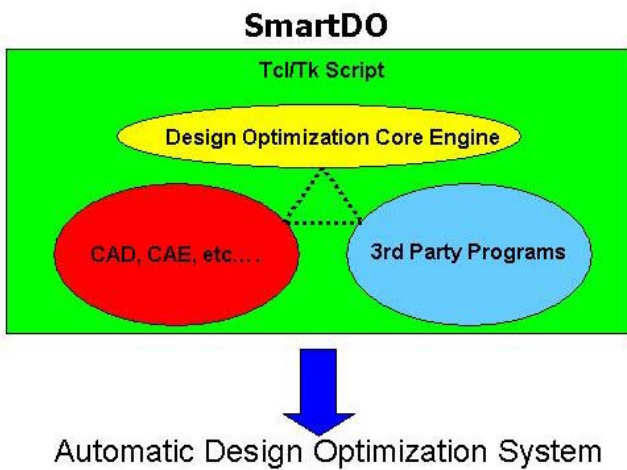 SmartDO
Tcl/Tk Script
Design Optimization Core Engine
CAD, CAE, etc....
3rd Party Programs
Automatic Design Optimization System